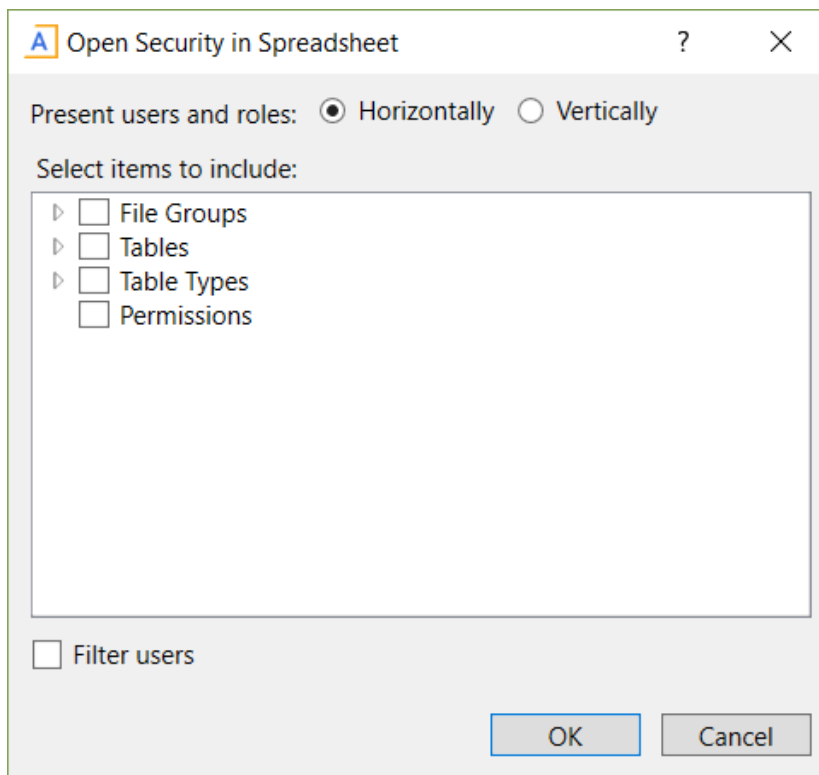 A Open Security in Spreadsheet ?
Present users and roles: Horizontally Vertically
Select items to include:
File Groups
Tables
Table Types
Permissions
Filter users
OK Cancel